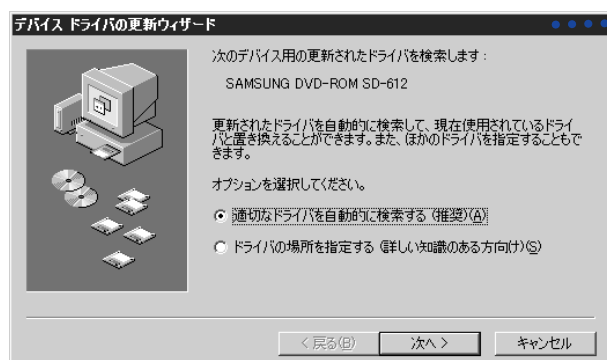 デバイス ドライバの更新ウィザード
次のデバイス用の更新されたドライバを検索します：
SAMSUNG DVD-ROM SD-612
更新されたドライバを自動的に検索して、現在使用されているドライ
バと置き換えることができます。また、ほかのドライバを指定することもで
きます。
オプションを選択してください。
適切なドライバを自動的に検索する (推奨)(A)
ドライバの場所を指定する (詳しい知識のある方向け)(S)
< 戻る(B)
次へ >
キャンセル